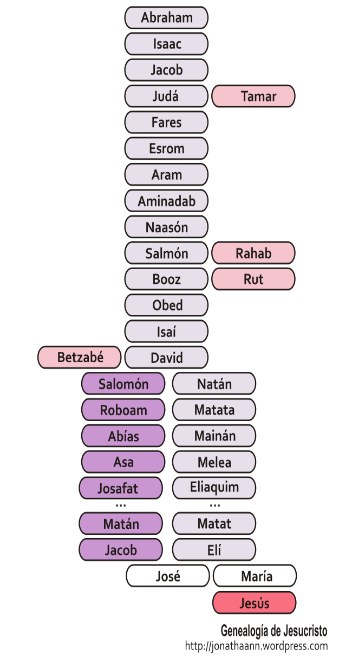 Abraham
Isaac
Jacob
Judá Tamar
Fares
Esrom
Aram
Aminadab
Naasón
Salmón Rahab
Booz Rut
Obed
Isaí
Betzabé David
Salomón Natán
Roboam Matata
Abías Mainán
Asa Melea
Josafat Eliaquim
... ...
Matán Matat
Jacob Elí
José María
Jesús
Genealogía de Jesucristo
http://jonathaann.wordpress.com